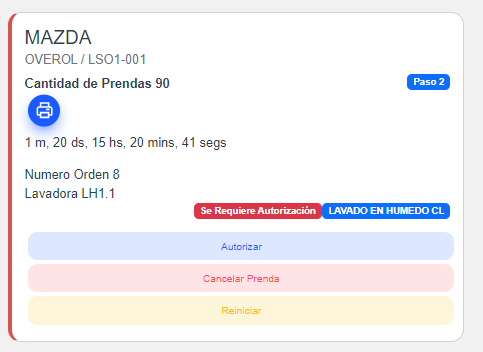 MAZDA
OVEROL / LSO1-001
Cantidad de Prendas 90
Paso 2
1 m, 20 ds, 15 hs, 20 mins, 41 segs
Numero Orden 8
Lavadora LH1.1
Se Requiere Autorización LAVADO EN HUMEDO CL
Autorizar
Cancelar Prenda
Reiniciar